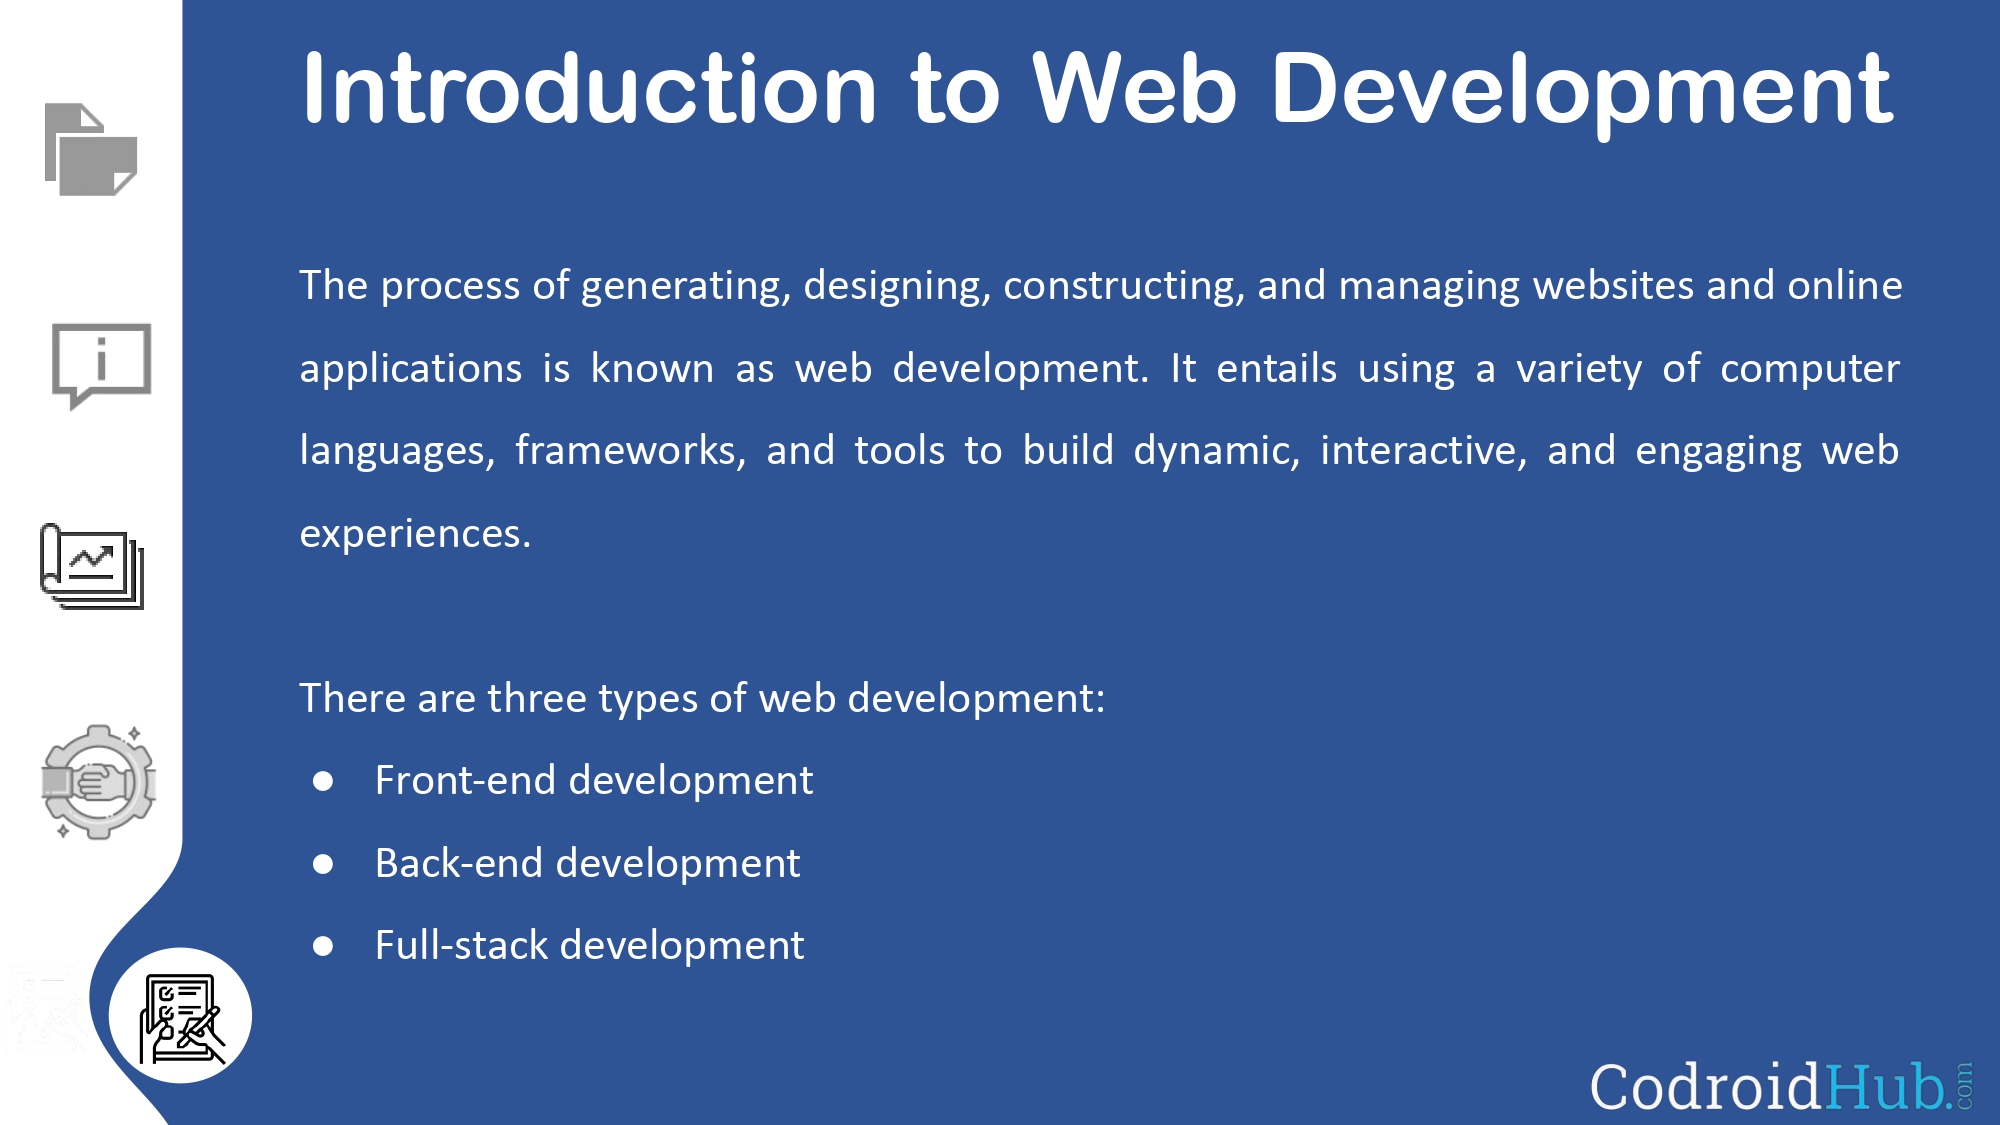 Introduction to Web Development
The process of generating, designing, constructing, and managing websites and online
applications is known as web development. It entails using a variety of computer
languages, frameworks, and tools to build dynamic, interactive, and engaging web
experiences.
There are three types of web development:
● Front-end development
● Back-end development
● Full-stack development
CodroidHub.com